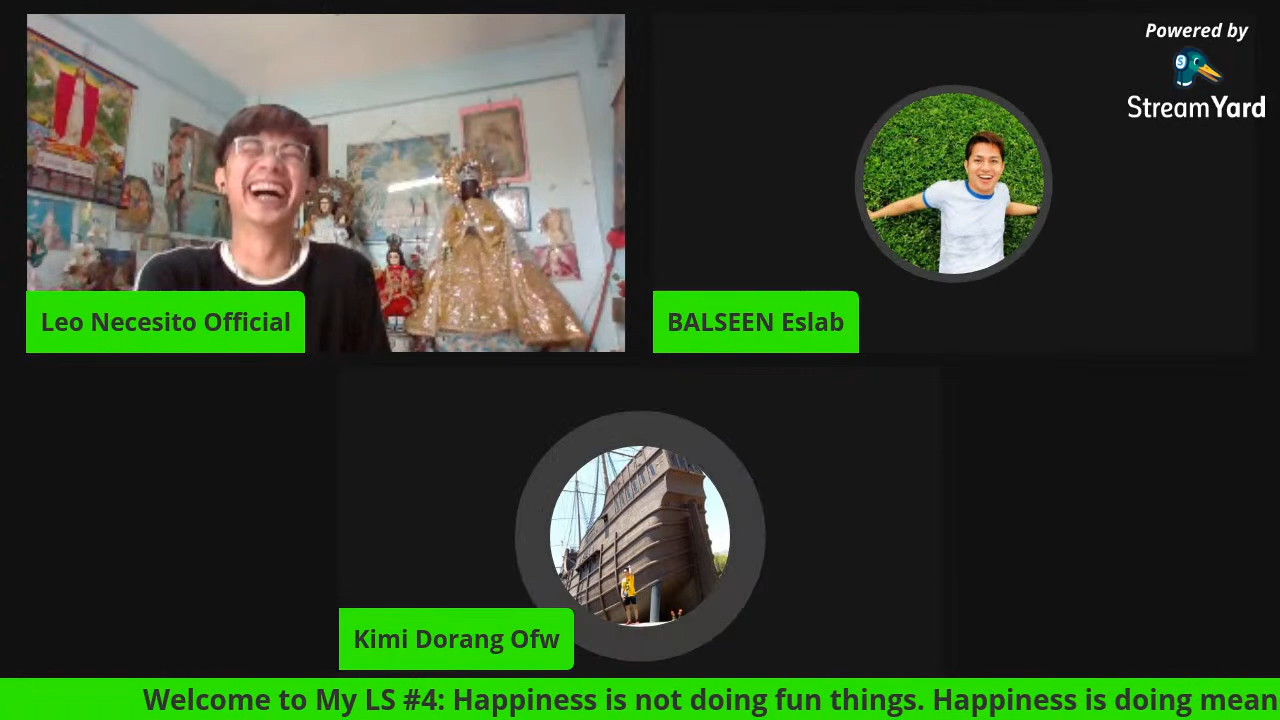 Powered by
StreamYard
Leo Necesito Official
BALSEEN Eslab
Kimi Dorang Ofw
Welcome to My LS #4: Happiness is not doing fun things. Happiness is doing mean